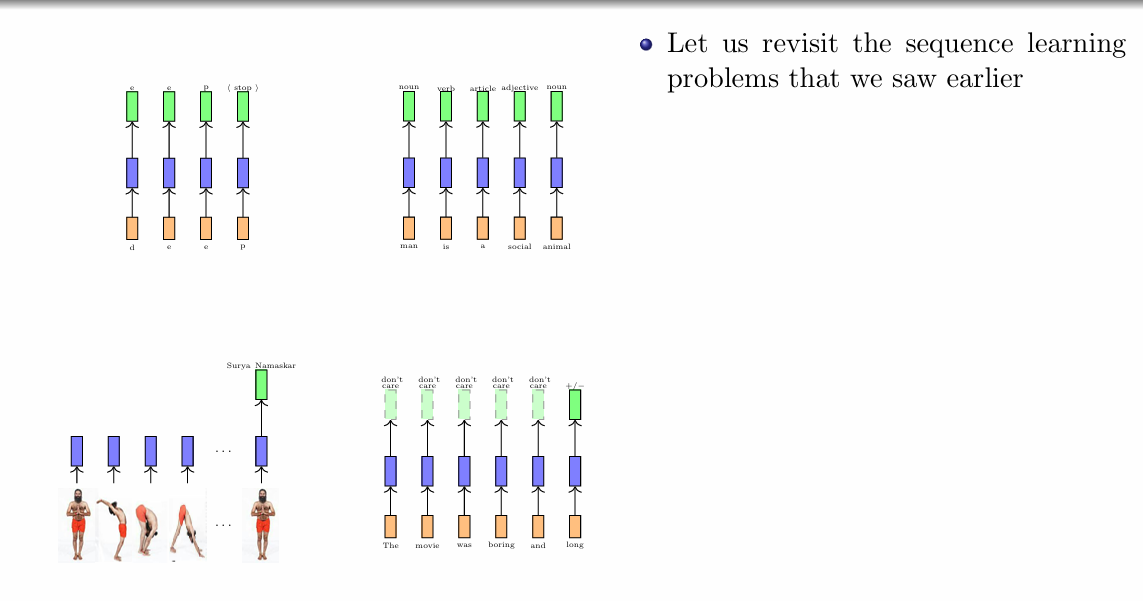 Let us revisit the sequence learning
problems that we saw earlier
e e p ⟨ stop ⟩
d e e p
noun verb article adjective noun
man is a social animal
Surya Namaskar
...
...
don't don't don't don't don't
care care care care care +/−
The movie was boring and long